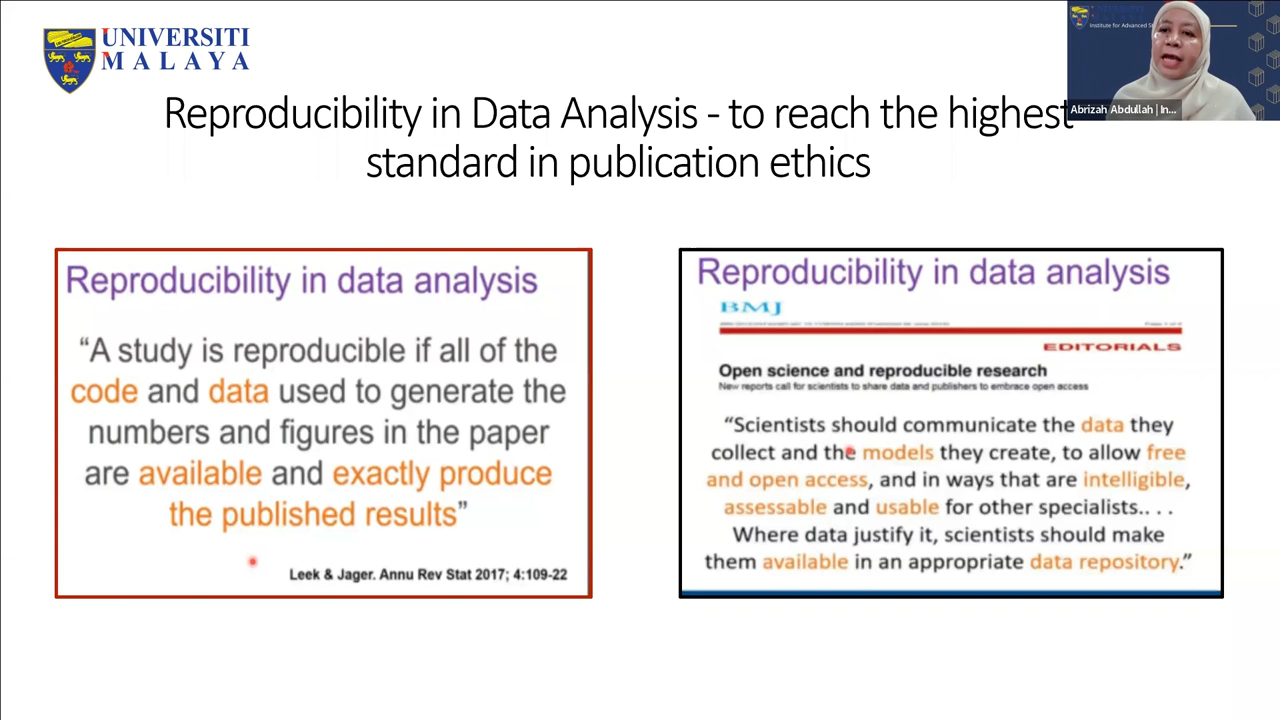 UNIVERSITI
MALAYA
Institute for Advanced St
Abrizah Abdullah | In...
Reproducibility in Data Analysis - to reach the highest
standard in publication ethics
Reproducibility in data analysis
“A study is reproducible if all of the
code and data used to generate the
numbers and figures in the paper
are available and exactly produce
the published results”
Leek & Jager. Annu Rev Stat 2017; 4:109-22
Reproducibility in data analysis
BMJ
EDITORIALS
Open science and reproducible research
New reports call for scientists to share data and publishers to embrace open access
“Scientists should communicate the data they
collect and the models they create, to allow free
and open access, and in ways that are intelligible,
assessable and usable for other specialists.. . .
Where data justify it, scientists should make
them available in an appropriate data repository.”